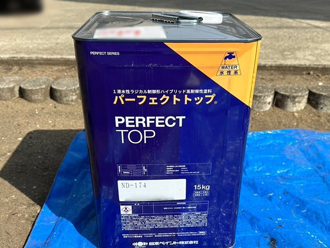 PERFECT SERIES
WATER
水性系
1液水性ラジカル制御形ハイブリッド高耐候性塗料
パーフェクトトップ®
PERFECT
TOP
ND-174
15kg
日本ペイント株式会社